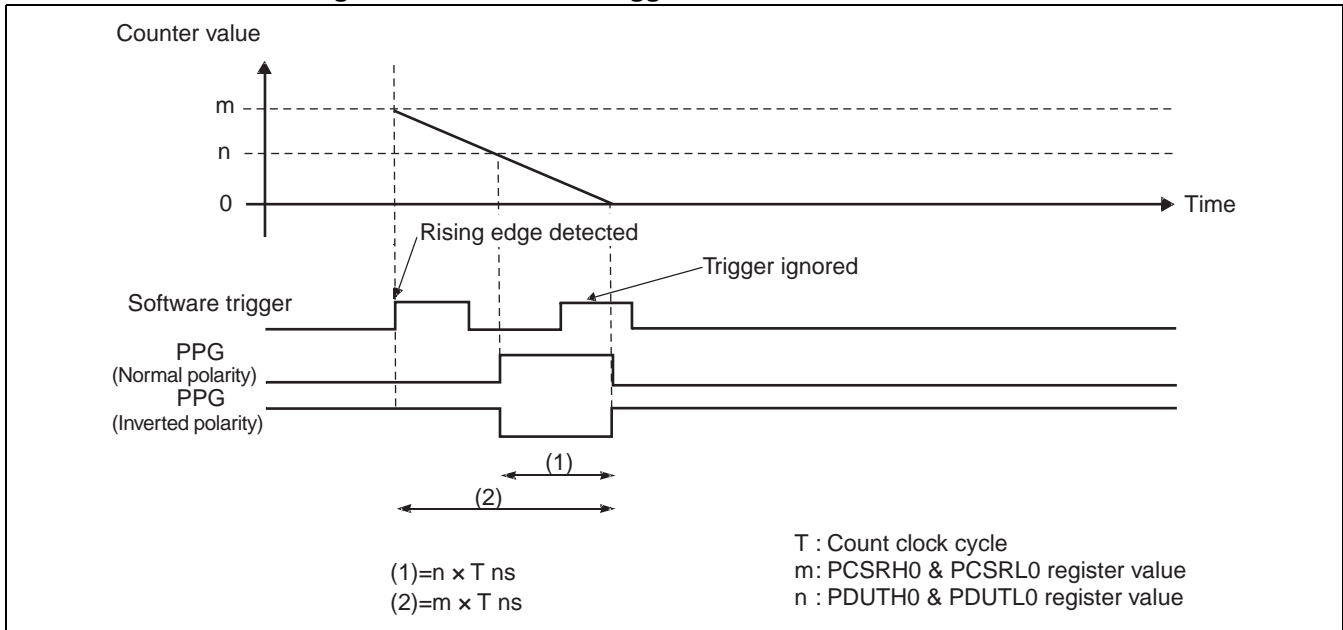 Counter value
m
n
0
Time
Rising edge detected
Trigger ignored
Software trigger
PPG
(Normal polarity)
PPG
(Inverted polarity)
(1)
(2)
(1)=n × T ns
(2)=m × T ns
T : Count clock cycle
m: PCSRH0 & PCSRL0 register value
n : PDUTH0 & PDUTL0 register value